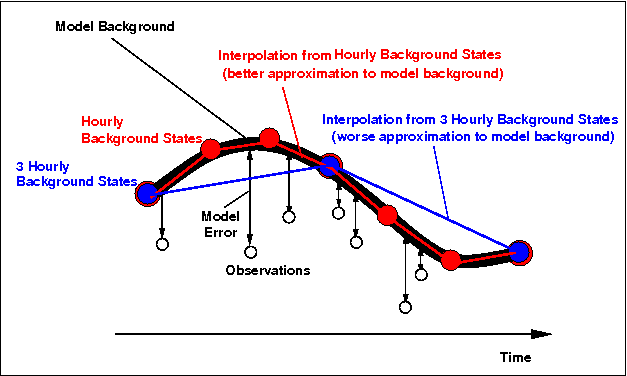 Model Background
Interpolation from Hourly Background States
(better approximation to model background)
Hourly
Background States
Interpolation from 3 Hourly Background States
(worse approximation to model background)
3 Hourly
Background States
Model
Error
Observations
Time